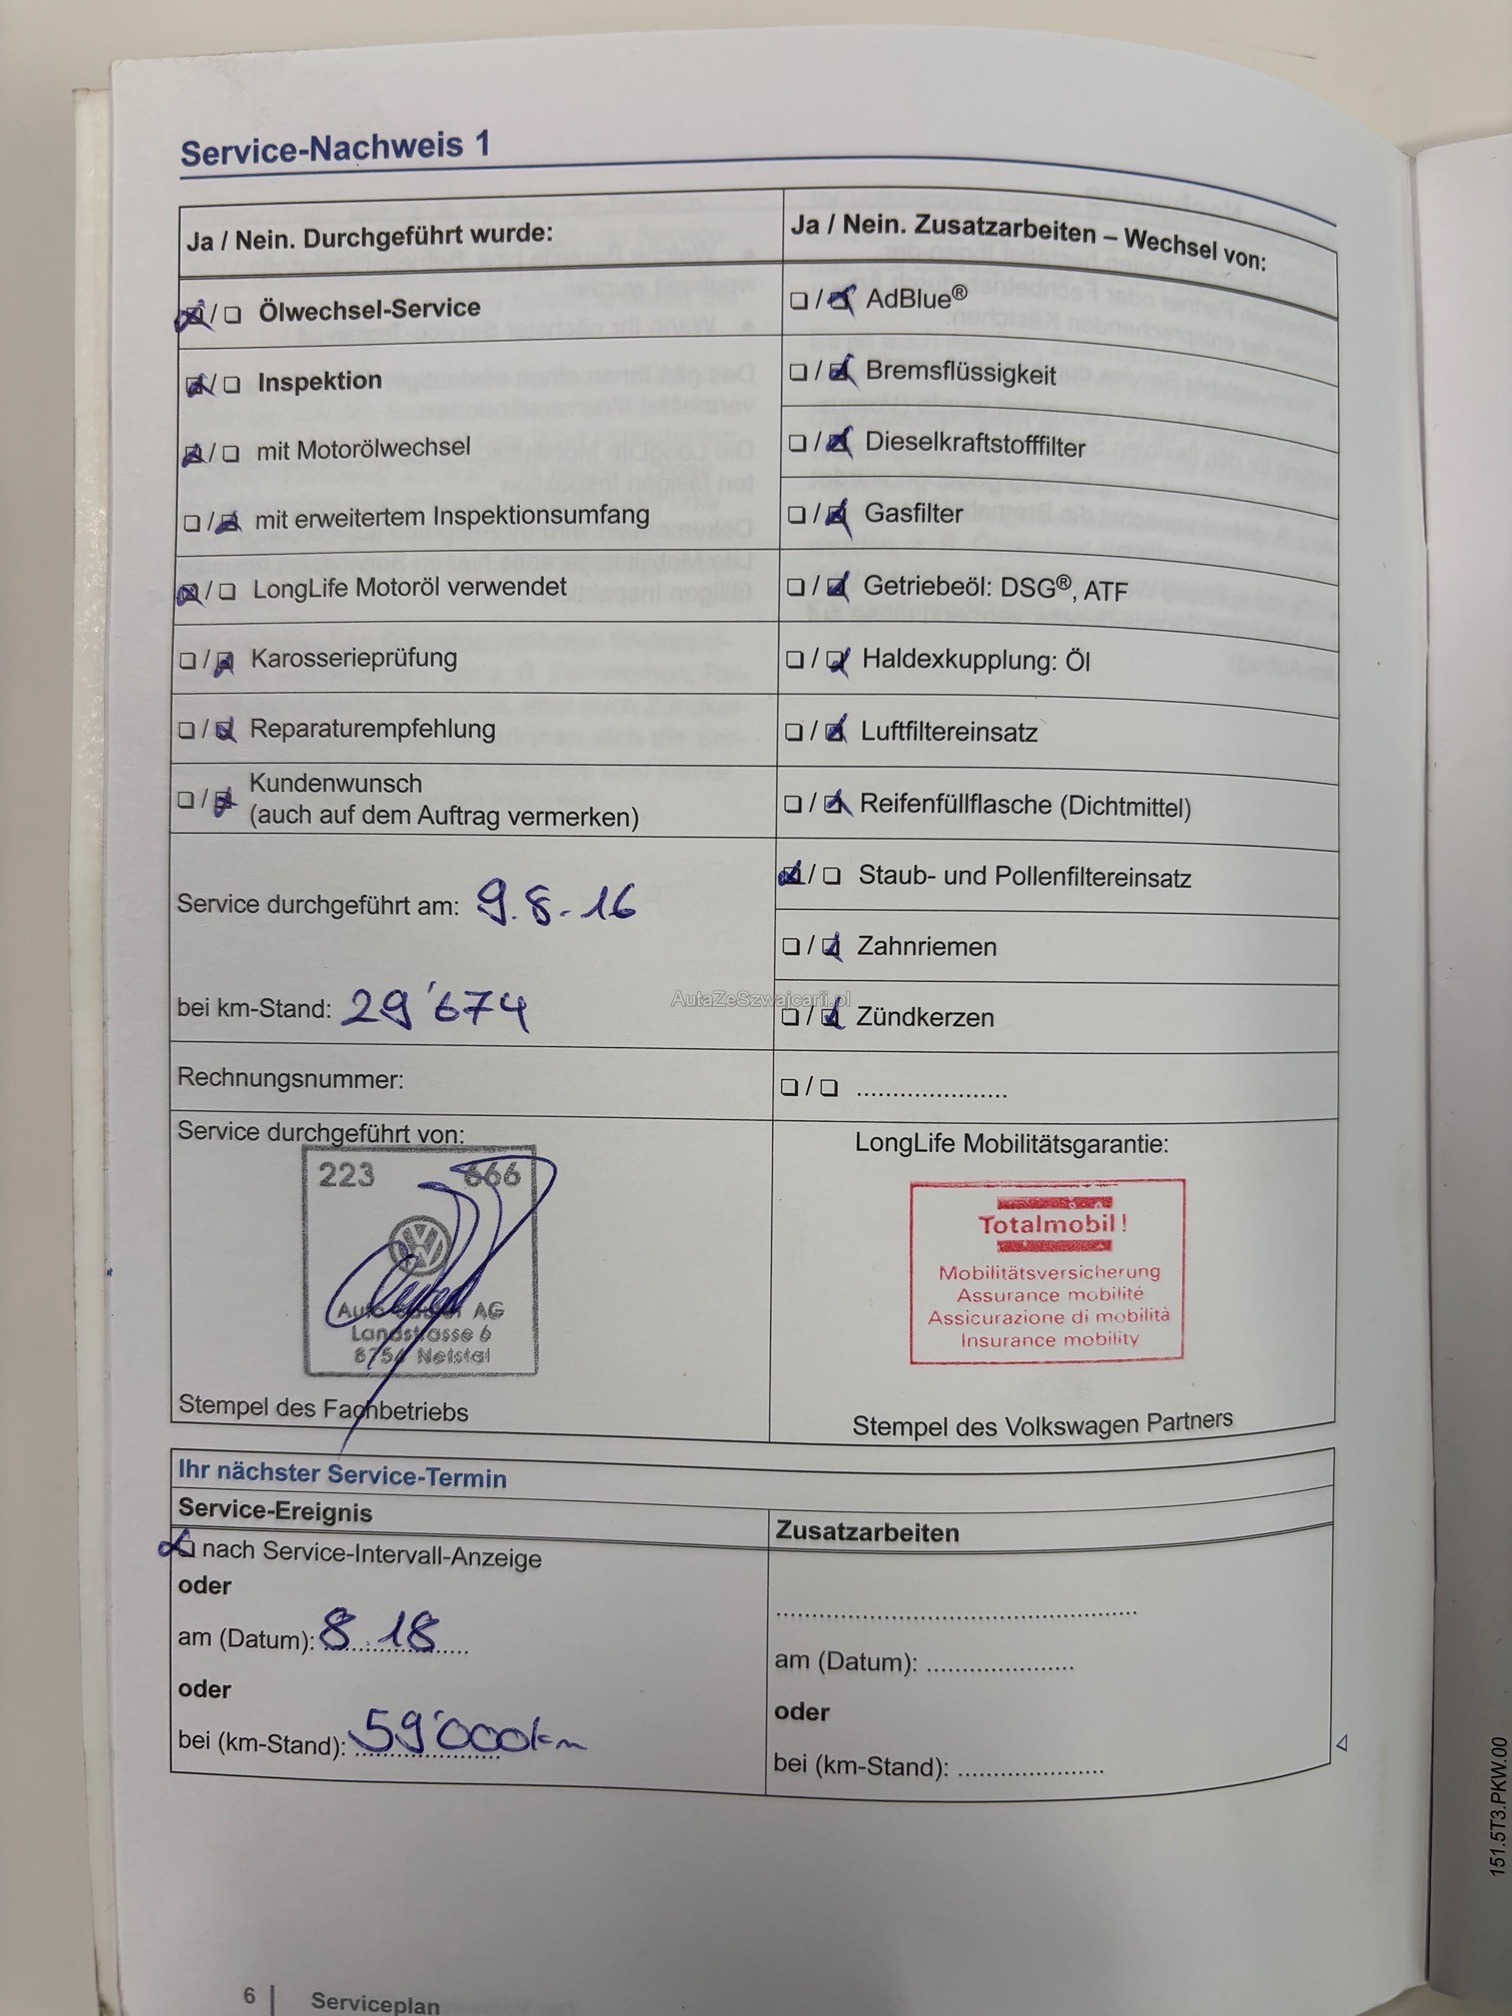 Service-Nachweis 1
Ja / Nein. Durchgeführt wurde:
☒/☐ Ölwechsel-Service
☒/☐ Inspektion
☒/☐ mit Motorölwechsel
☐/☒ mit erweitertem Inspektionsumfang
☒/☐ LongLife Motoröl verwendet
☐/☒ Karosserieprüfung
☐/☒ Reparaturempfehlung
☐/☒ Kundenwunsch
(auch auf dem Auftrag vermerken)
Service durchgeführt am: 9.8.-16
bei km-Stand: 29'674
Rechnungsnummer:
Service durchgeführt von:
223 666
Auto AG
Landstrasse 6
8754 Netstal
Stempel des Fachbetriebs
Ja / Nein. Zusatzarbeiten – Wechsel von:
☐/☒ AdBlue®
☐/☒ Bremsflüssigkeit
☐/☒ Dieselkraftstofffilter
☐/☒ Gasfilter
☐/☒ Getriebeöl: DSG®, ATF
☐/☒ Haldexkupplung: Öl
☐/☒ Luftfiltereinsatz
☐/☒ Reifenfüllflasche (Dichtmittel)
☒/☐ Staub- und Pollenfiltereinsatz
☐/☒ Zahnriemen
☐/☒ Zündkerzen
☐/☐ ......................
LongLife Mobilitätsgarantie:
Totalmobil!
Mobilitätsversicherung
Assurance mobilité
Assicurazione di mobilità
Insurance mobility
Stempel des Volkswagen Partners
AutaZeSzwajcarii.pl
Ihr nächster Service-Termin
Service-Ereignis
☒ nach Service-Intervall-Anzeige
oder
am (Datum): 8.18
oder
bei (km-Stand): 59'000km
Zusatzarbeiten
.....................................................
am (Datum): ......................
oder
bei (km-Stand): ......................
151.5T3.PKW.00
6 | Serviceplan